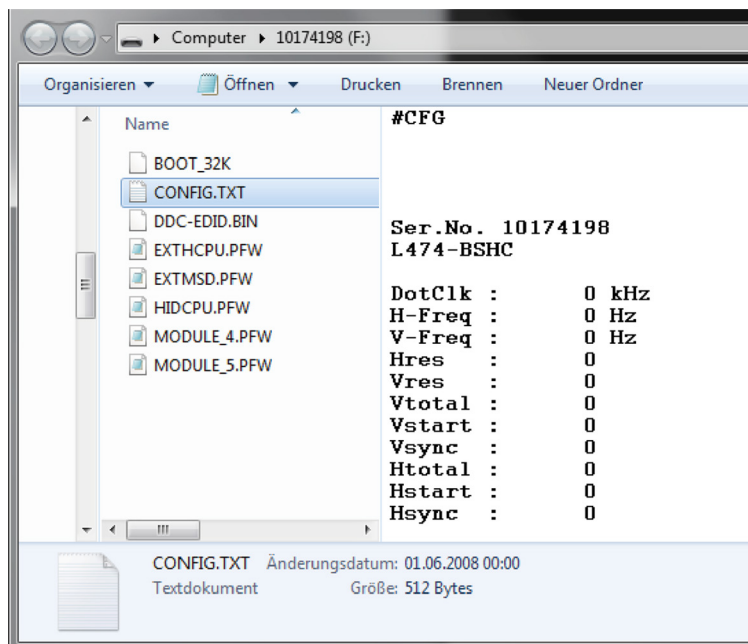 Computer ▸ 10174198 (F:)
Organisieren Öffnen Drucken Brennen Neuer Ordner
Name
BOOT_32K
CONFIG.TXT
DDC-EDID.BIN
EXTHCPU.PFW
EXTMSD.PFW
HIDCPU.PFW
MODULE_4.PFW
MODULE_5.PFW
#CFG
Ser.No. 10174198
L474-BSHC
DotClk : 0 kHz
H-Freq : 0 Hz
V-Freq : 0 Hz
Hres : 0
Vres : 0
Vtotal : 0
Vstart : 0
Vsync : 0
Htotal : 0
Hstart : 0
Hsync : 0
CONFIG.TXT Änderungsdatum: 01.06.2008 00:00
Textdokument Größe: 512 Bytes